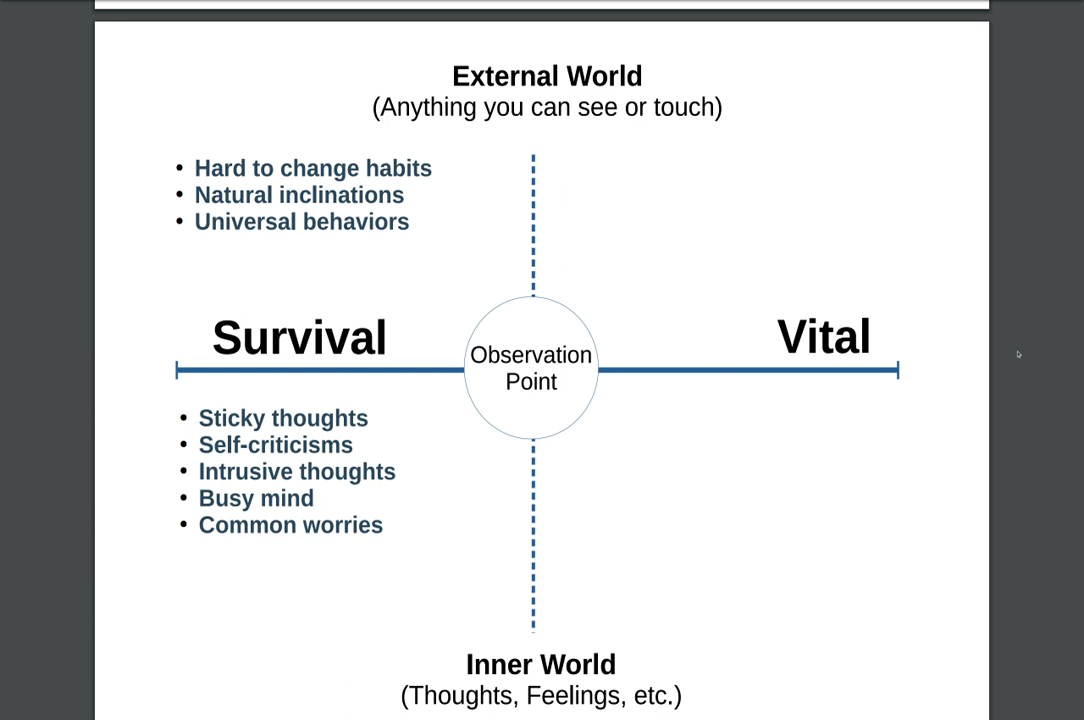 External World
(Anything you can see or touch)
• Hard to change habits
• Natural inclinations
• Universal behaviors
Survival
Vital
Observation
Point
• Sticky thoughts
• Self-criticisms
• Intrusive thoughts
• Busy mind
• Common worries
Inner World
(Thoughts, Feelings, etc.)